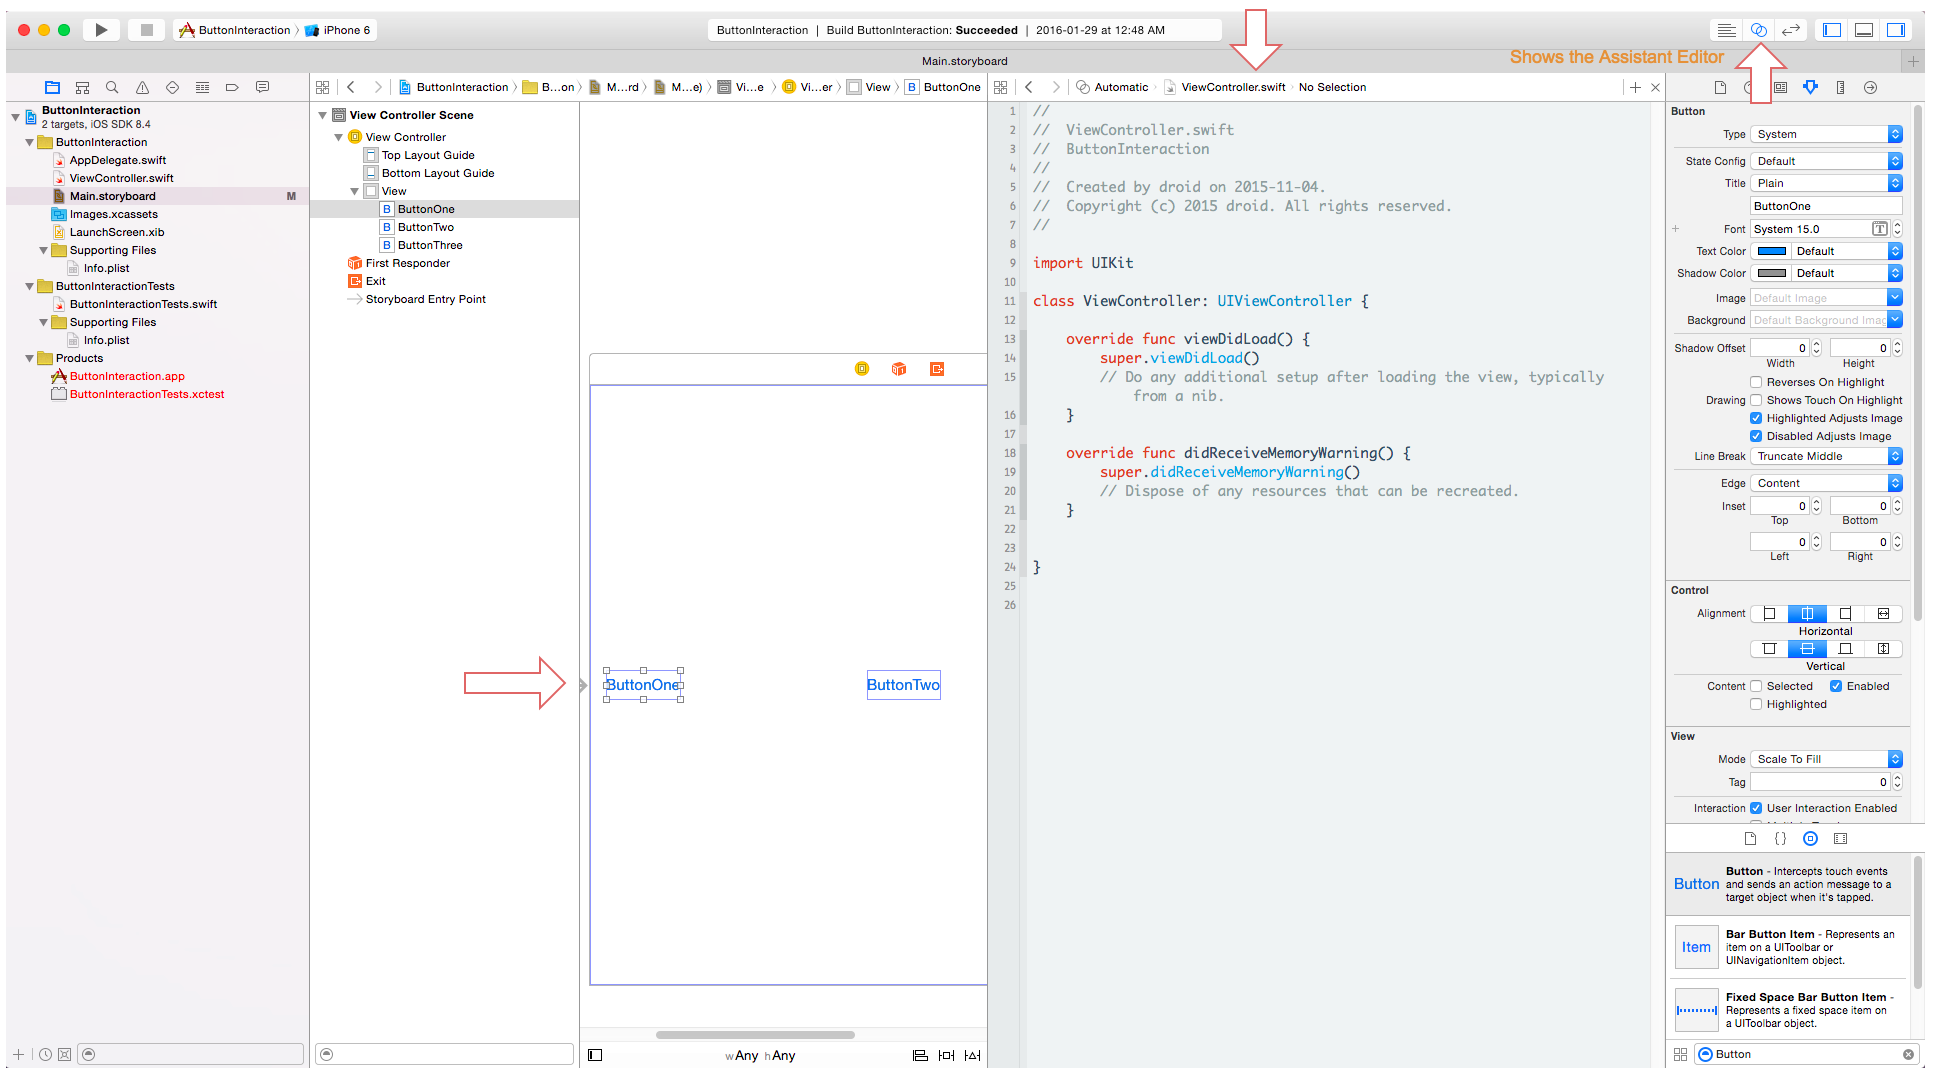 ButtonInteraction iPhone 6
ButtonInteraction | Build ButtonInteraction: Succeeded | 2016-01-29 at 12:48 AM
Shows the Assistant Editor
Main.storyboard
ButtonInteraction
2 targets, iOS SDK 8.4
ButtonInteraction
AppDelegate.swift
ViewController.swift
Main.storyboard M
Images.xcassets
LaunchScreen.xib
Supporting Files
Info.plist
ButtonInteractionTests
ButtonInteractionTests.swift
Supporting Files
Info.plist
Products
ButtonInteraction.app
ButtonInteractionTests.xctest
ButtonInteraction B...on M...rd M...e) Vi...e Vi...er View B ButtonOne
View Controller Scene
View Controller
Top Layout Guide
Bottom Layout Guide
View
B ButtonOne
B ButtonTwo
B ButtonThree
First Responder
Exit
Storyboard Entry Point
ButtonOne
ButtonTwo
wAny hAny
Automatic ViewController.swift No Selection
1 //
2 // ViewController.swift
3 // ButtonInteraction
4 //
5 // Created by droid on 2015-11-04.
6 // Copyright (c) 2015 droid. All rights reserved.
7 //
8
9 import UIKit
10
11 class ViewController: UIViewController {
12
13 override func viewDidLoad() {
14 super.viewDidLoad()
15 // Do any additional setup after loading the view, typically
from a nib.
16 }
17
18 override func didReceiveMemoryWarning() {
19 super.didReceiveMemoryWarning()
20 // Dispose of any resources that can be recreated.
21 }
22
23
24 }
25
26
Button
Type System
State Config Default
Title Plain
ButtonOne
Font System 15.0 T
Text Color Default
Shadow Color Default
Image Default Image
Background Default Background Imag
Shadow Offset 0 0
Width Height
Reverses On Highlight
Drawing Shows Touch On Highlight
Highlighted Adjusts Image
Disabled Adjusts Image
Line Break Truncate Middle
Edge Content
Inset 0 0
Top Bottom
0 0
Left Right
Control
Alignment
Horizontal
Vertical
Content Selected Enabled
Highlighted
View
Mode Scale To Fill
Tag 0
Interaction User Interaction Enabled
{}
Button
Button - Intercepts touch events
and sends an action message to a
target object when it's tapped.
Item
Bar Button Item - Represents an
item on a UIToolbar or
UINavigationItem object.
Fixed Space Bar Button Item -
Represents a fixed space item on
a UIToolbar object.
Button